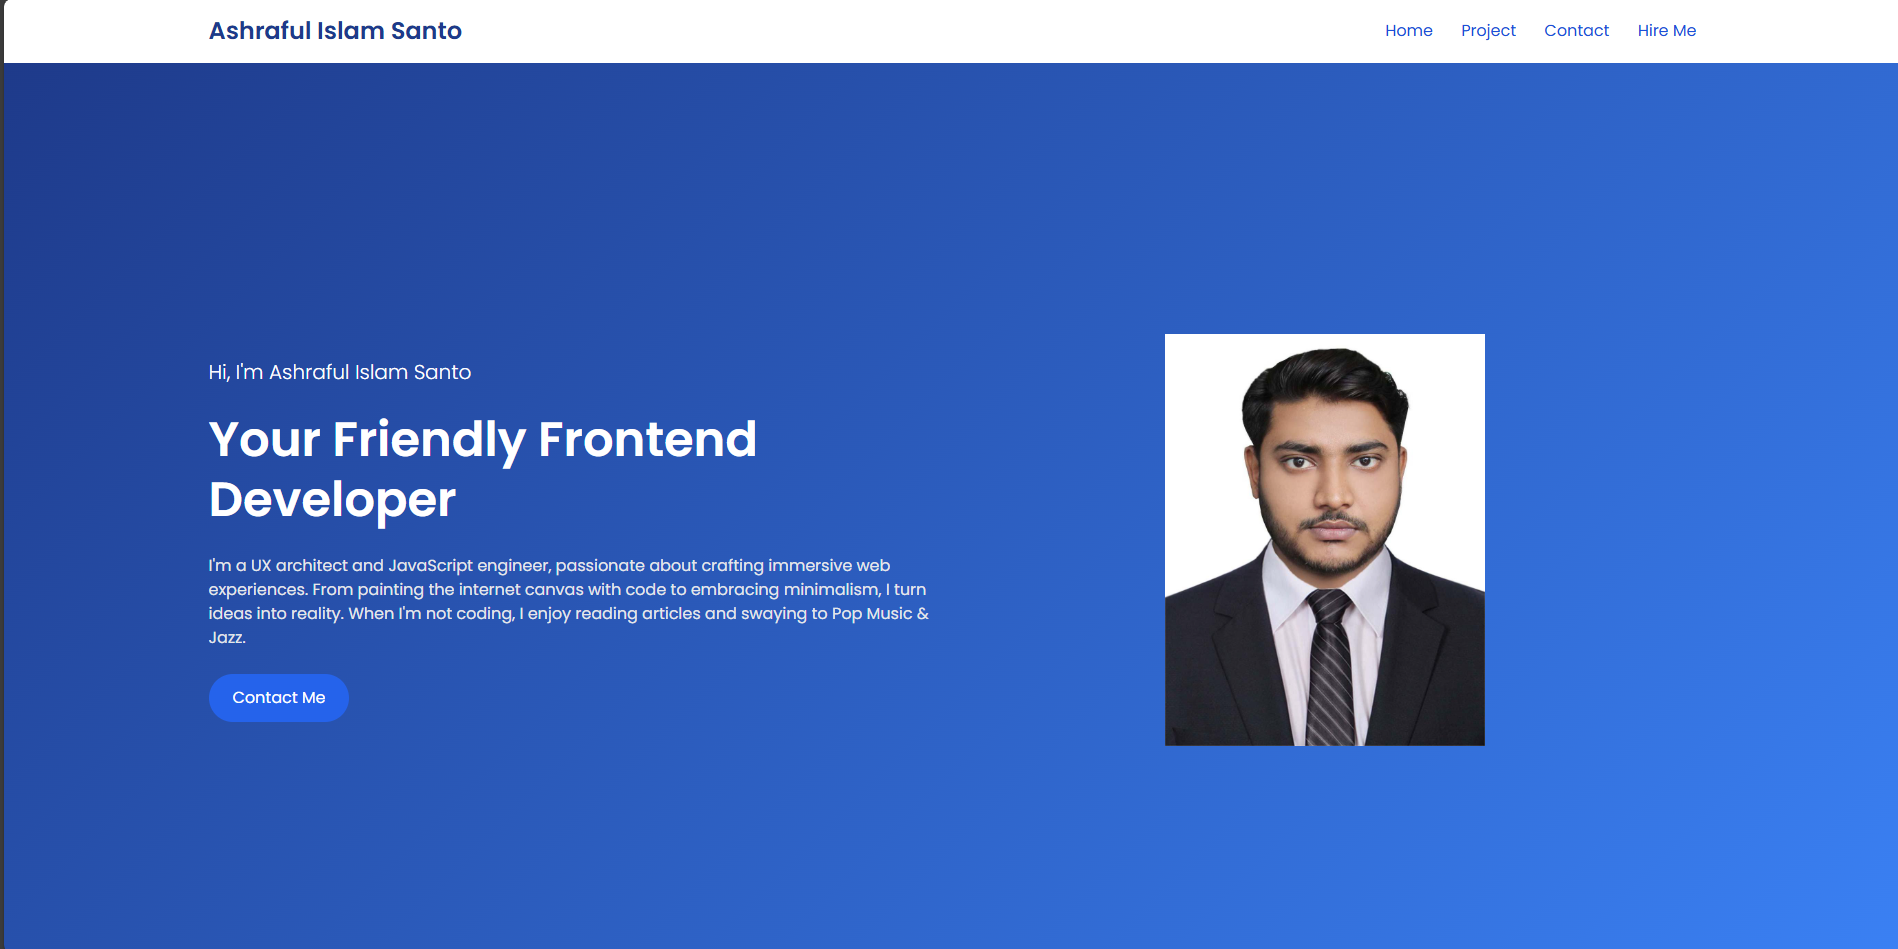 Ashraful Islam Santo
Home Project Contact Hire Me
Hi, I'm Ashraful Islam Santo
Your Friendly Frontend
Developer
I'm a UX architect and JavaScript engineer, passionate about crafting immersive web
experiences. From painting the internet canvas with code to embracing minimalism, I turn
ideas into reality. When I'm not coding, I enjoy reading articles and swaying to Pop Music &
Jazz.
Contact Me